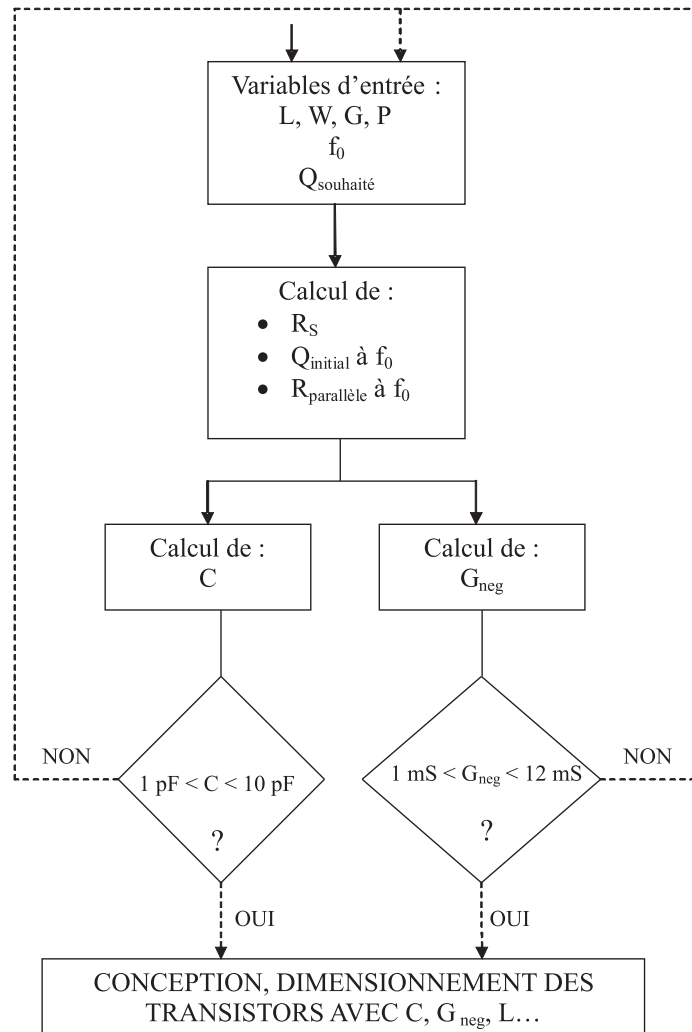 Variables d'entrée :
L, W, G, P
f₀
Qsouhaité
Calcul de :
• RS
• Qinitial à f₀
• Rparallèle à f₀
Calcul de :
C
Calcul de :
Gneg
NON
1 pF < C < 10 pF
?
1 mS < Gneg < 12 mS
?
NON
OUI
OUI
CONCEPTION, DIMENSIONNEMENT DES
TRANSISTORS AVEC C, G neg, L…